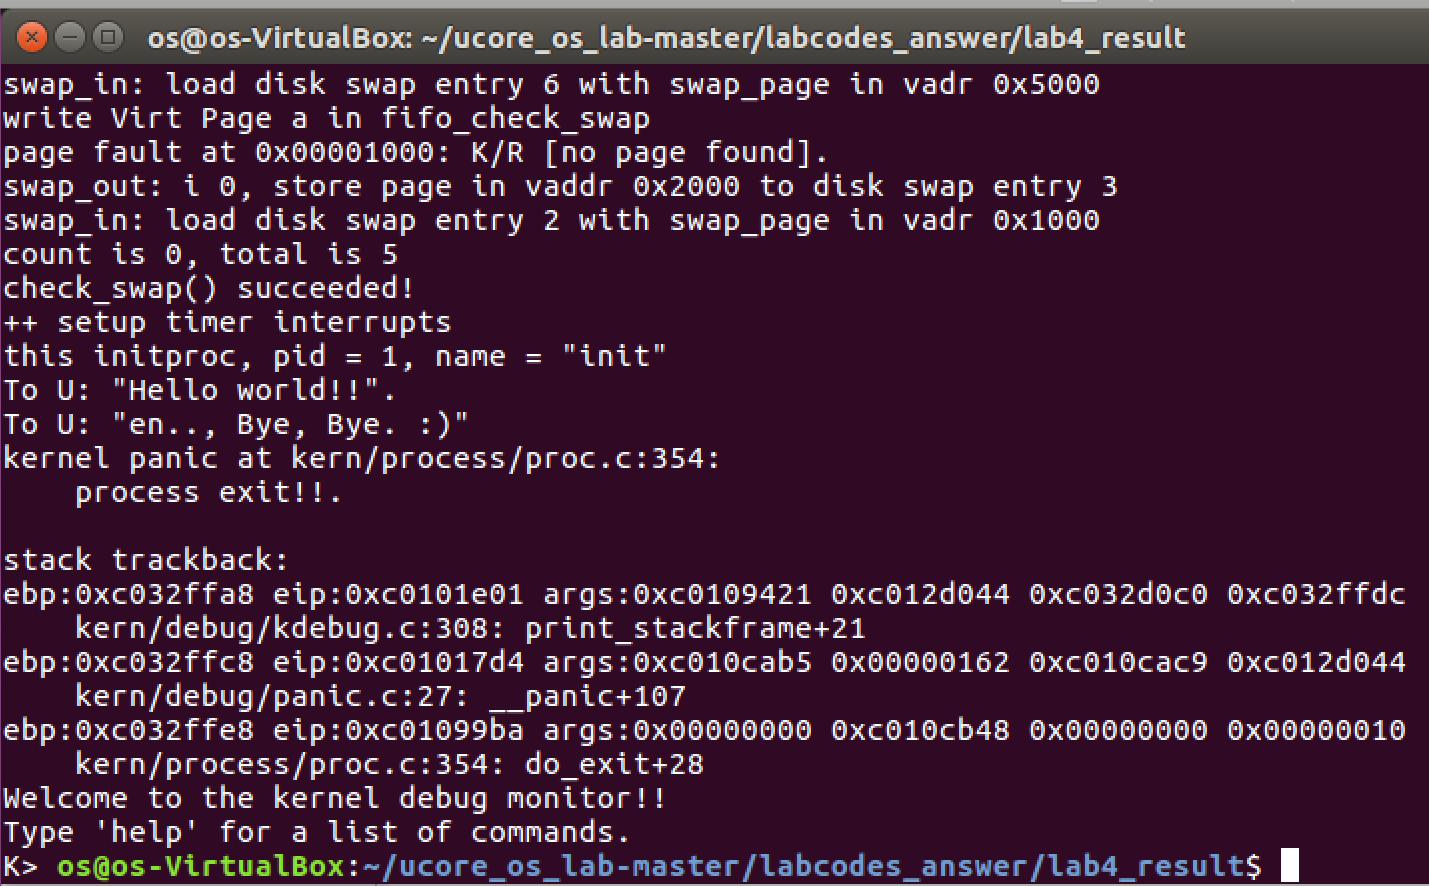 os@os-VirtualBox: ~/ucore_os_lab-master/labcodes_answer/lab4_result
swap_in: load disk swap entry 6 with swap_page in vadr 0x5000
write Virt Page a in fifo_check_swap
page fault at 0x00001000: K/R [no page found].
swap_out: i 0, store page in vaddr 0x2000 to disk swap entry 3
swap_in: load disk swap entry 2 with swap_page in vadr 0x1000
count is 0, total is 5
check_swap() succeeded!
++ setup timer interrupts
this initproc, pid = 1, name = "init"
To U: "Hello world!!".
To U: "en.., Bye, Bye. :)"
kernel panic at kern/process/proc.c:354:
    process exit!!.
stack trackback:
ebp:0xc032ffa8 eip:0xc0101e01 args:0xc0109421 0xc012d044 0xc032d0c0 0xc032ffdc
    kern/debug/kdebug.c:308: print_stackframe+21
ebp:0xc032ffc8 eip:0xc01017d4 args:0xc010cab5 0x00000162 0xc010cac9 0xc012d044
    kern/debug/panic.c:27: __panic+107
ebp:0xc032ffe8 eip:0xc01099ba args:0x00000000 0xc010cb48 0x00000000 0x00000010
    kern/process/proc.c:354: do_exit+28
Welcome to the kernel debug monitor!!
Type 'help' for a list of commands.
K> os@os-VirtualBox:~/ucore_os_lab-master/labcodes_answer/lab4_result$